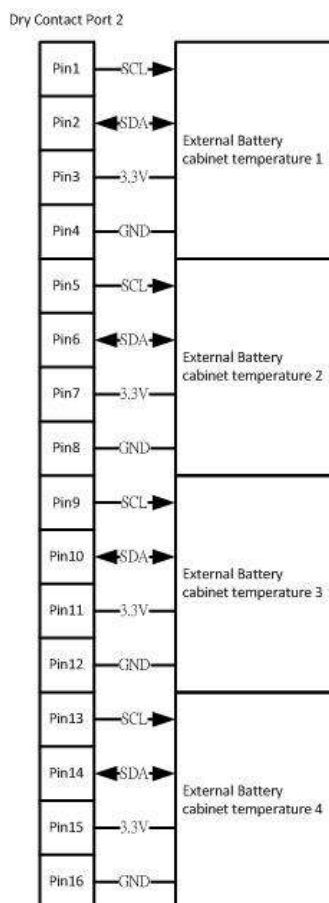 Dry Contact Port 2
Pin1 SCL
Pin2 SDA
External Battery
cabinet temperature 1
Pin3 3.3V
Pin4 GND
Pin5 SCL
Pin6 SDA
External Battery
cabinet temperature 2
Pin7 3.3V
Pin8 GND
Pin9 SCL
Pin10 SDA
External Battery
cabinet temperature 3
Pin11 3.3V
Pin12 GND
Pin13 SCL
Pin14 SDA
External Battery
cabinet temperature 4
Pin15 3.3V
Pin16 GND